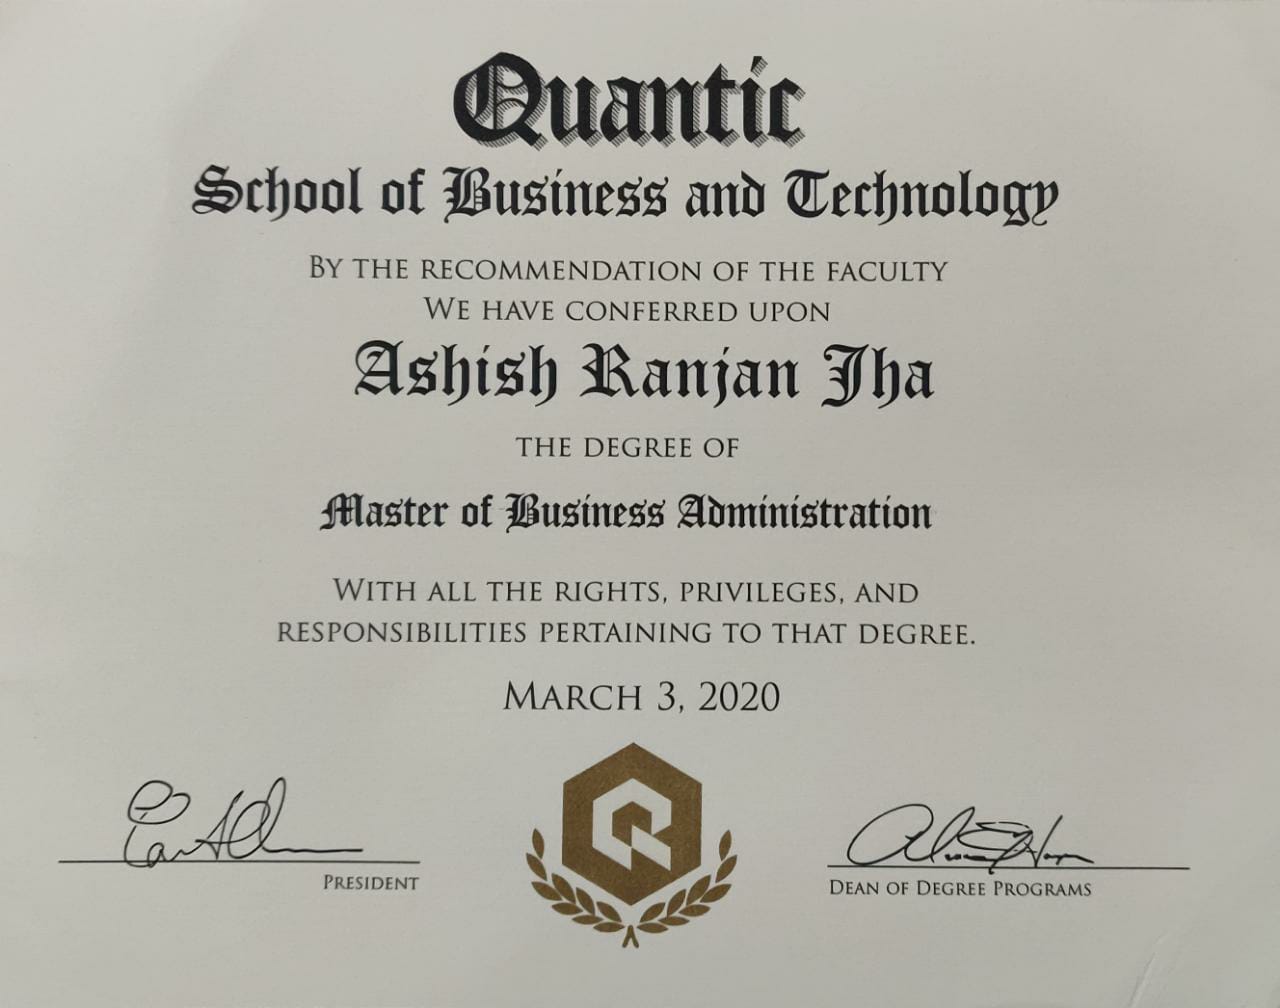 Quantic
School of Business and Technology
By the recommendation of the faculty
We have conferred upon
Ashish Ranjan Jha
the degree of
Master of Business Administration
With all the rights, privileges, and
responsibilities pertaining to that degree.
March 3, 2020
President
Dean of Degree Programs